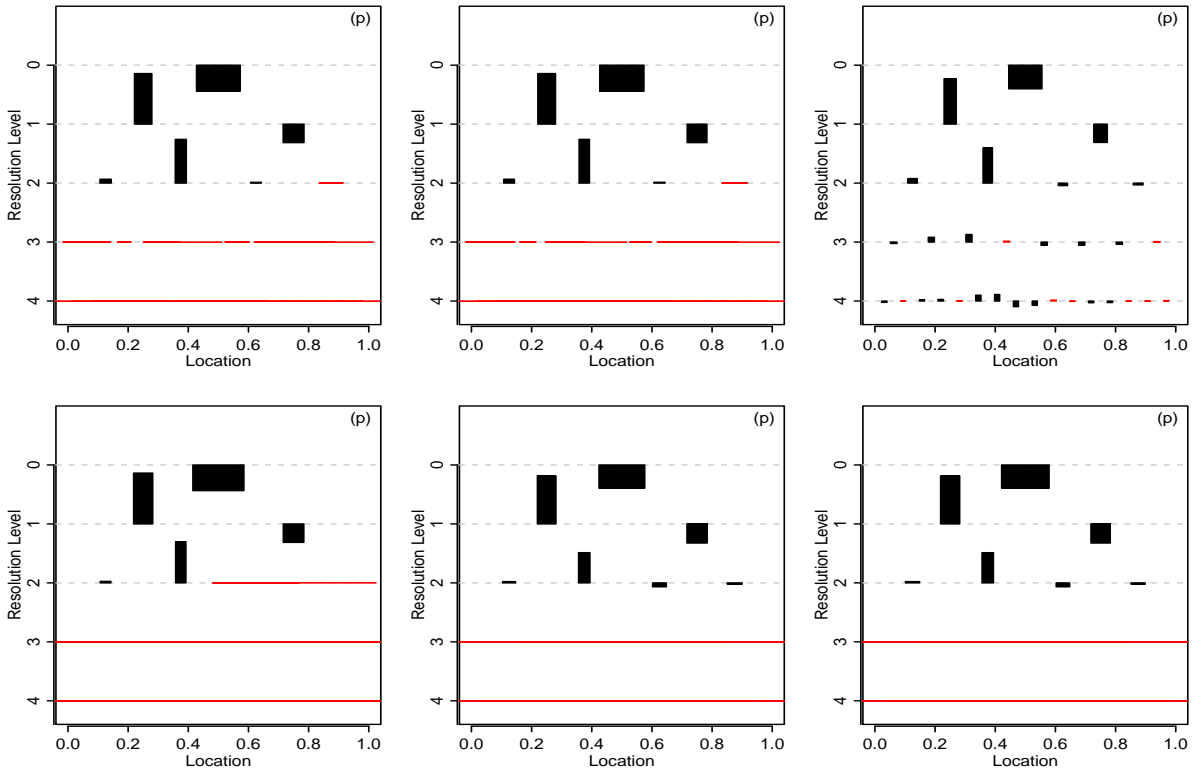 (p) (p) (p)
0 0 0
1 1 1
2 2 2
3 3 3
4 4 4
Resolution Level Resolution Level Resolution Level
0.0 0.2 0.4 0.6 0.8 1.0 0.0 0.2 0.4 0.6 0.8 1.0 0.0 0.2 0.4 0.6 0.8 1.0
Location Location Location
(p) (p) (p)
0 0 0
1 1 1
2 2 2
3 3 3
4 4 4
Resolution Level Resolution Level Resolution Level
0.0 0.2 0.4 0.6 0.8 1.0 0.0 0.2 0.4 0.6 0.8 1.0 0.0 0.2 0.4 0.6 0.8 1.0
Location Location Location